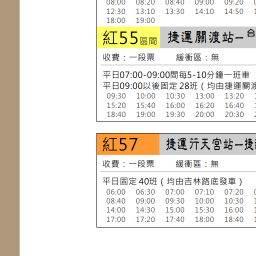 08:00 08:20 08:40 09:00 09:20
12:30 13:10 13:30 14:10 14:50
18:00 19:00
紅55區間 捷運關渡站－
收費：一段票 緩衝區：無
平日07:00-09:00間每5-10分鐘一班車
平日09:00以後固定28班（均由捷運關渡
09:30 10:00 10:30 13:00 13:20
15:20 15:40 16:00 16:20 16:40
18:40 19:00 19:20 20:00 20:30
紅57 捷運行天宮站－捷
收費：一段票 緩衝區：無
平日固定40班（均由吉林路底發車）
06:00 06:30 06:50 07:10 07:20
08:40 09:00 09:30 10:00 10:30
14:00 14:30 15:00 15:30 16:00
17:00 17:20 17:40 18:00 18:40